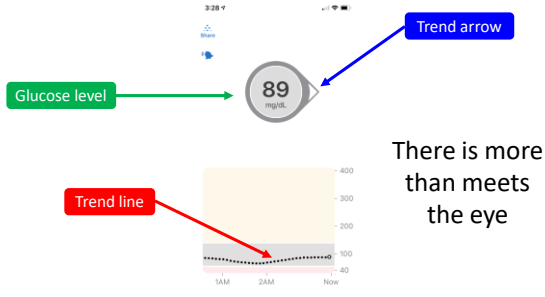 3:28
Share
Trend arrow
89
mg/dL
Glucose level
There is more
than meets
the eye
400
300
Trend line
200
100
40
1AM
2AM
Now